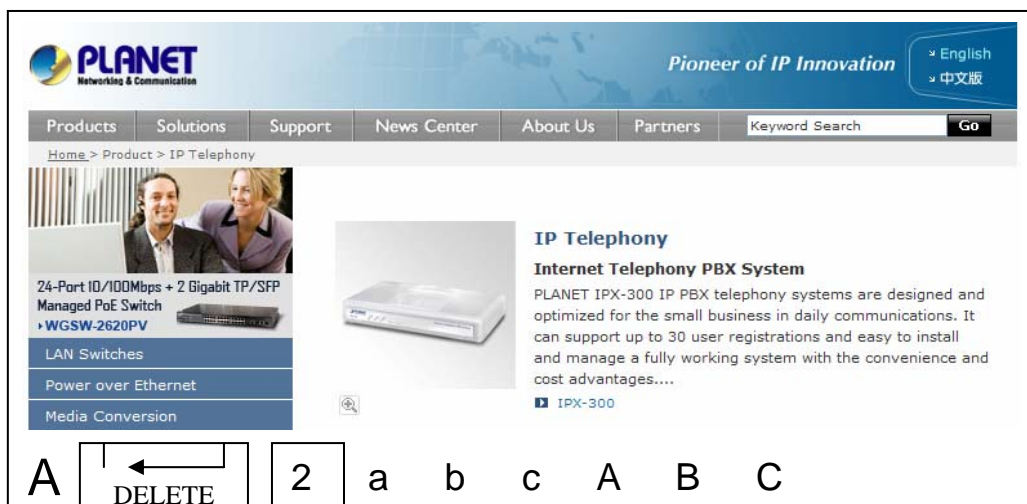 PLANET
Networking & Communication
Pioneer of IP Innovation
English
中文版
Products Solutions Support News Center About Us Partners Keyword Search Go
Home > Product > IP Telephony
24-Port 10/100Mbps + 2 Gigabit TP/SFP
Managed PoE Switch
WGSW-2620PV
LAN Switches
Power over Ethernet
Media Conversion
IP Telephony
Internet Telephony PBX System
PLANET IPX-300 IP PBX telephony systems are designed and
optimized for the small business in daily communications. It
can support up to 30 user registrations and easy to install
and manage a fully working system with the convenience and
cost advantages....
IPX-300
A DELETE 2 a b c A B C